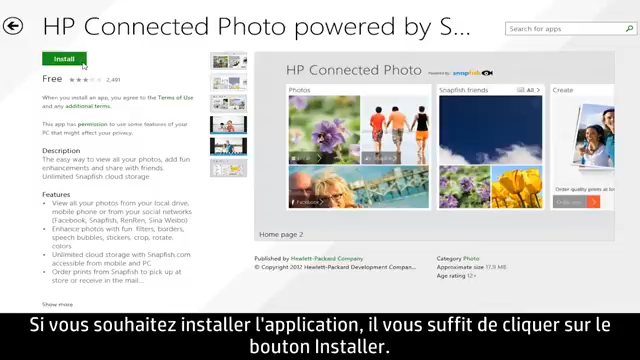 HP Connected Photo powered by S...
Search for apps
Install
Free 2,491
When you install an app, you agree to the Terms of Use
and any additional terms.
This app has permission to use some features of your
PC that might affect your privacy.
Description
The easy way to view all your photos, add fun
enhancements and share with friends.
Unlimited Snapfish cloud storage.
Features
• View all your photos from your local drive,
mobile phone or from your social networks
(Facebook, Snapfish, RenRen, Sina Weibo)
• Enhance photos with fun filters, borders,
speech bubbles, stickers, crop, rotate,
colors
• Unlimited cloud storage with Snapfish.com
accessible from mobile and PC
• Order prints from Snapfish to pick up at
store or receive in the mail...
Show more
HP Connected Photo Powered by snapfish
Photos
Facebook
Snapfish friends
All
Create
Order quality prints at lo
Home page 2
Published by Hewlett-Packard Company
Category Photo
Approximate size 17.8 MB
Age rating 12+
Si vous souhaitez installer l'application, il vous suffit de cliquer sur le
bouton Installer.